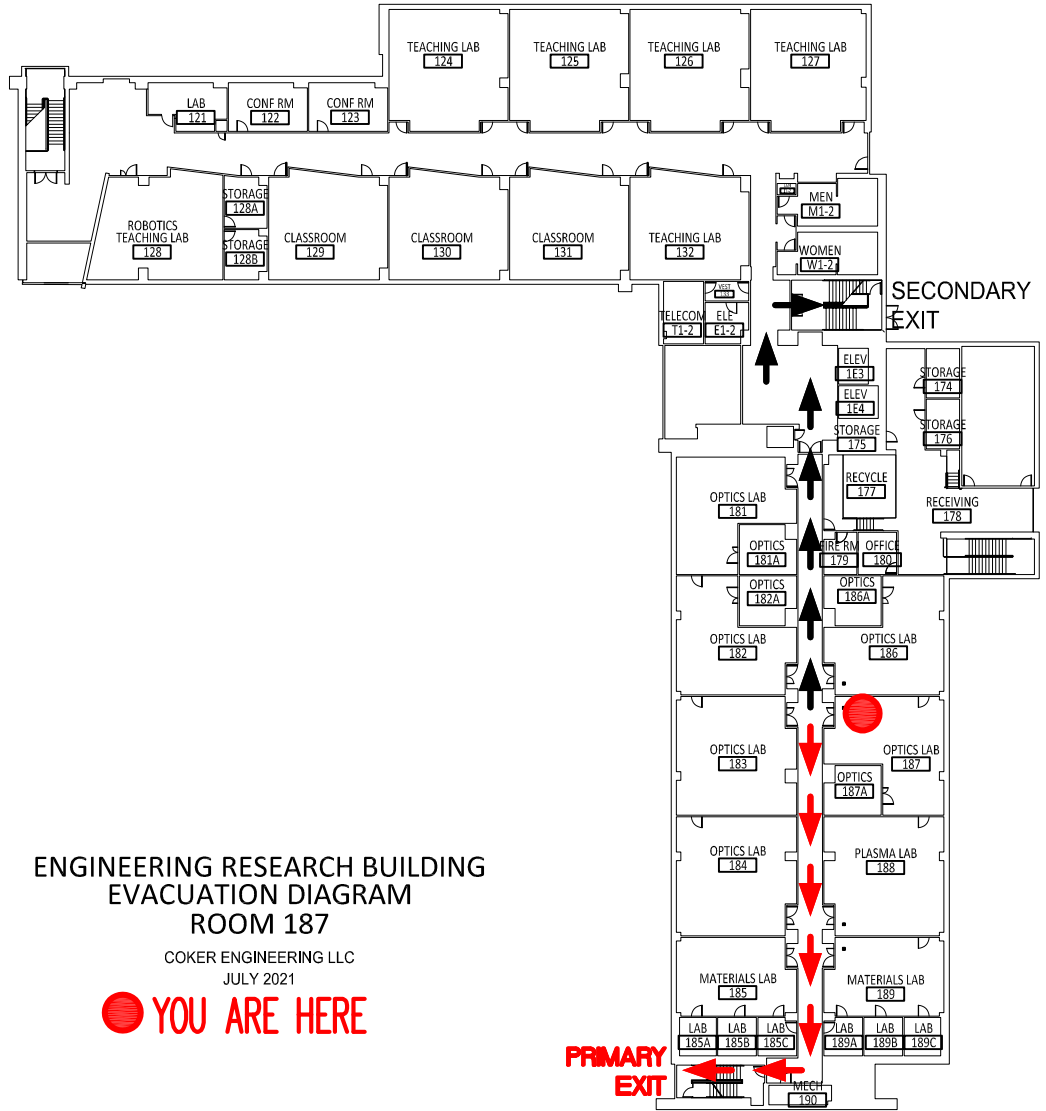 TEACHING LAB
124
TEACHING LAB
125
TEACHING LAB
126
TEACHING LAB
127
LAB
121
CONF RM
122
CONF RM
123
ROBOTICS
TEACHING LAB
128
STORAGE
128A
STORAGE
128B
CLASSROOM
129
CLASSROOM
130
CLASSROOM
131
TEACHING LAB
132
MEN
M1-2
WOMEN
W1-2
SECONDARY
EXIT
TELECOM
T1-2
VEST
ELE
E1-2
ELEV
1E3
ELEV
1E4
STORAGE
175
STORAGE
174
STORAGE
176
RECYCLE
177
RECEIVING
178
OPTICS LAB
181
OPTICS
181A
FIRE RM
179
OFFICE
180
OPTICS
182A
OPTICS
186A
OPTICS LAB
182
OPTICS LAB
186
OPTICS LAB
183
OPTICS LAB
187
OPTICS
187A
OPTICS LAB
184
PLASMA LAB
188
MATERIALS LAB
185
MATERIALS LAB
189
LAB
185A
LAB
185B
LAB
185C
LAB
189A
LAB
189B
LAB
189C
PRIMARY
EXIT
MECH
190
ENGINEERING RESEARCH BUILDING
EVACUATION DIAGRAM
ROOM 187
COKER ENGINEERING LLC
JULY 2021
YOU ARE HERE